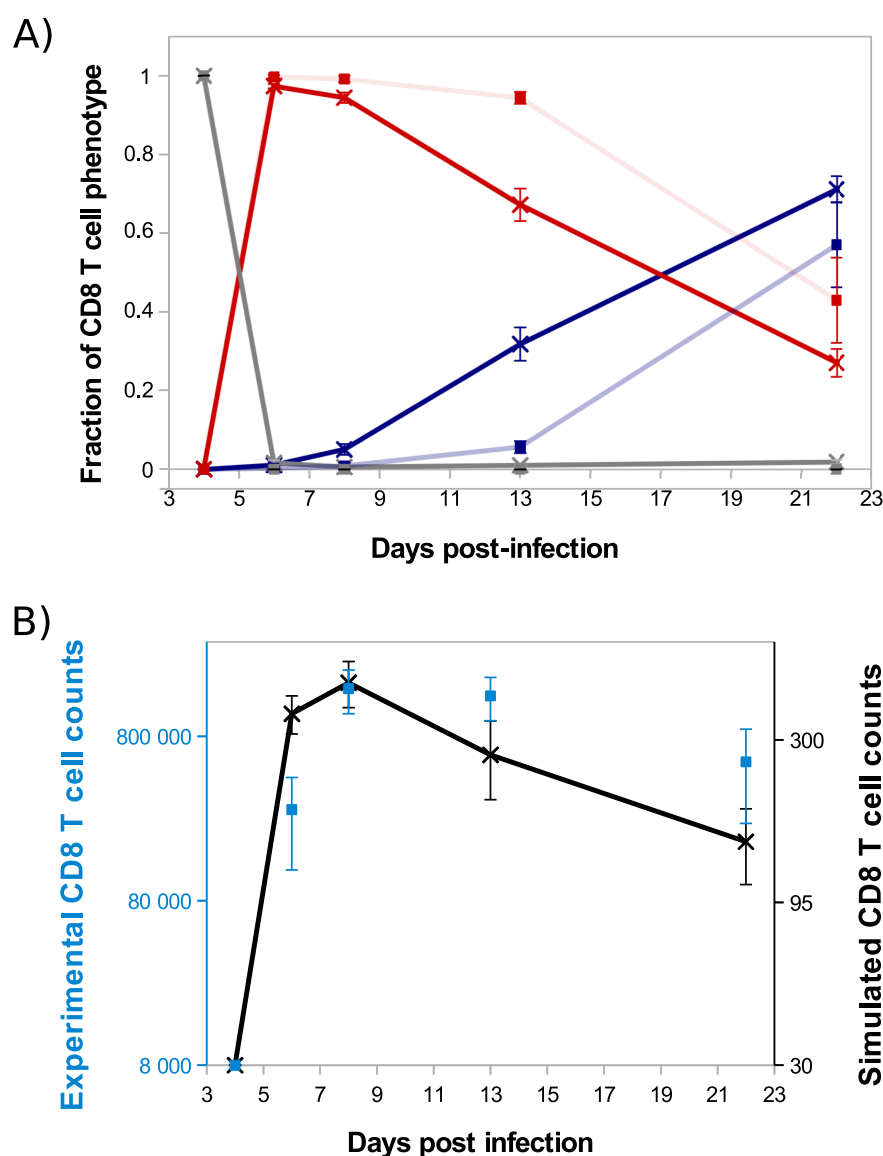 A)
Fraction of CD8 T cell phenotype
1
0.8
0.6
0.4
0.2
0
3 5 7 9 11 13 15 17 19 21 23
Days post-infection
B)
Experimental CD8 T cell counts
800 000
80 000
8 000
300
95
30
Simulated CD8 T cell counts
3 5 7 9 11 13 15 17 19 21 23
Days post infection